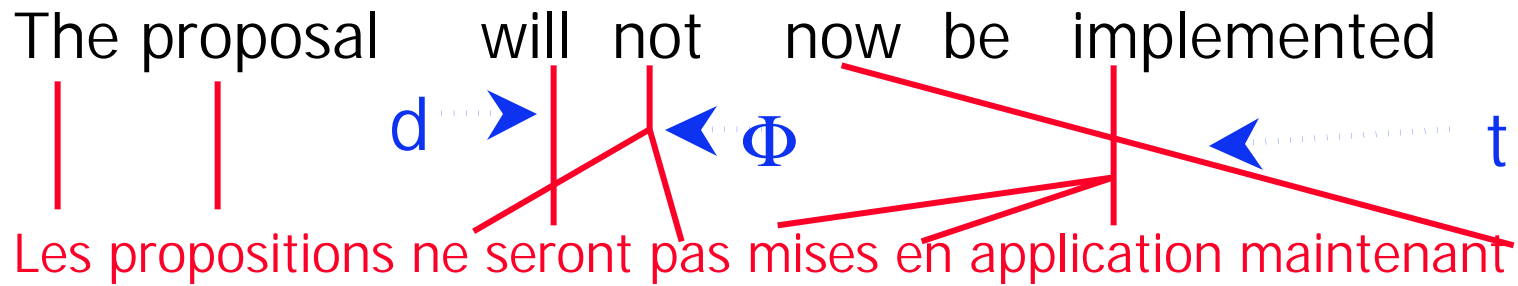 The proposal will not now be implemented
d Φ t
Les propositions ne seront pas mises en application maintenant